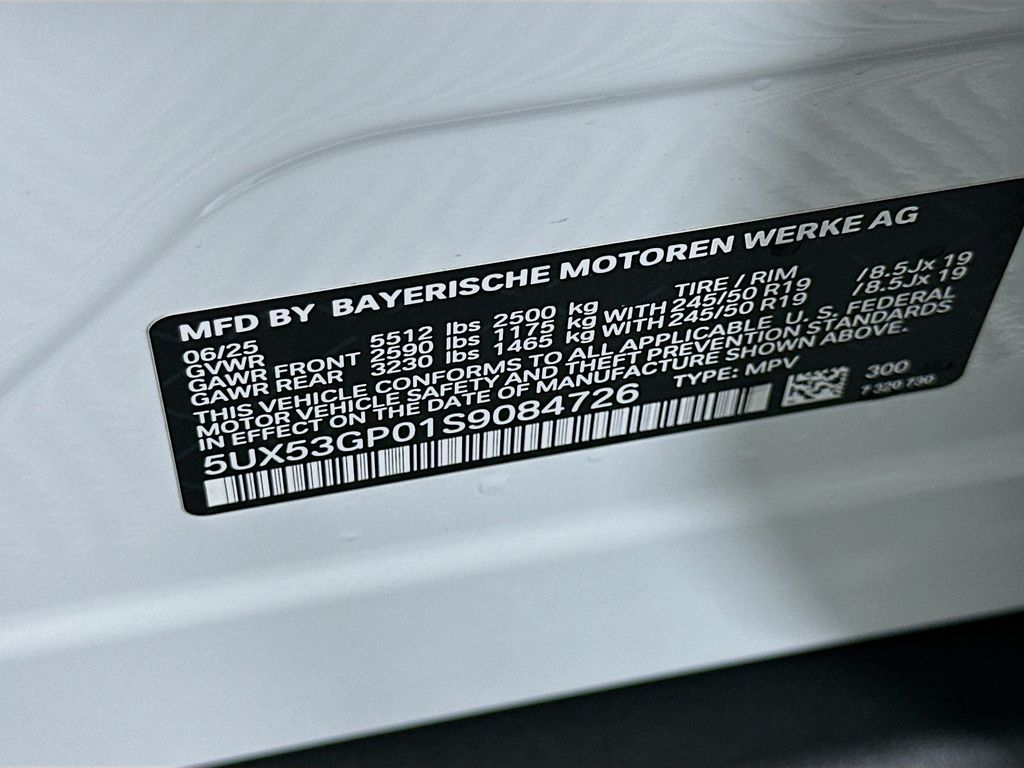 MFD BY BAYERISCHE MOTOREN WERKE AG
06/25 TIRE / RIM
GVWR 5512 lbs 2500 kg
GAWR FRONT 2590 lbs 1175 kg WITH 245/50 R19 /8.5Jx 19
GAWR REAR 3230 lbs 1465 kg WITH 245/50 R19 /8.5Jx 19
THIS VEHICLE CONFORMS TO ALL APPLICABLE U. S. FEDERAL
MOTOR VEHICLE SAFETY AND THEFT PREVENTION STANDARDS
IN EFFECT ON THE DATE OF MANUFACTURE SHOWN ABOVE.
5UX53GP01S9084726 TYPE: MPV
300
7 320 730